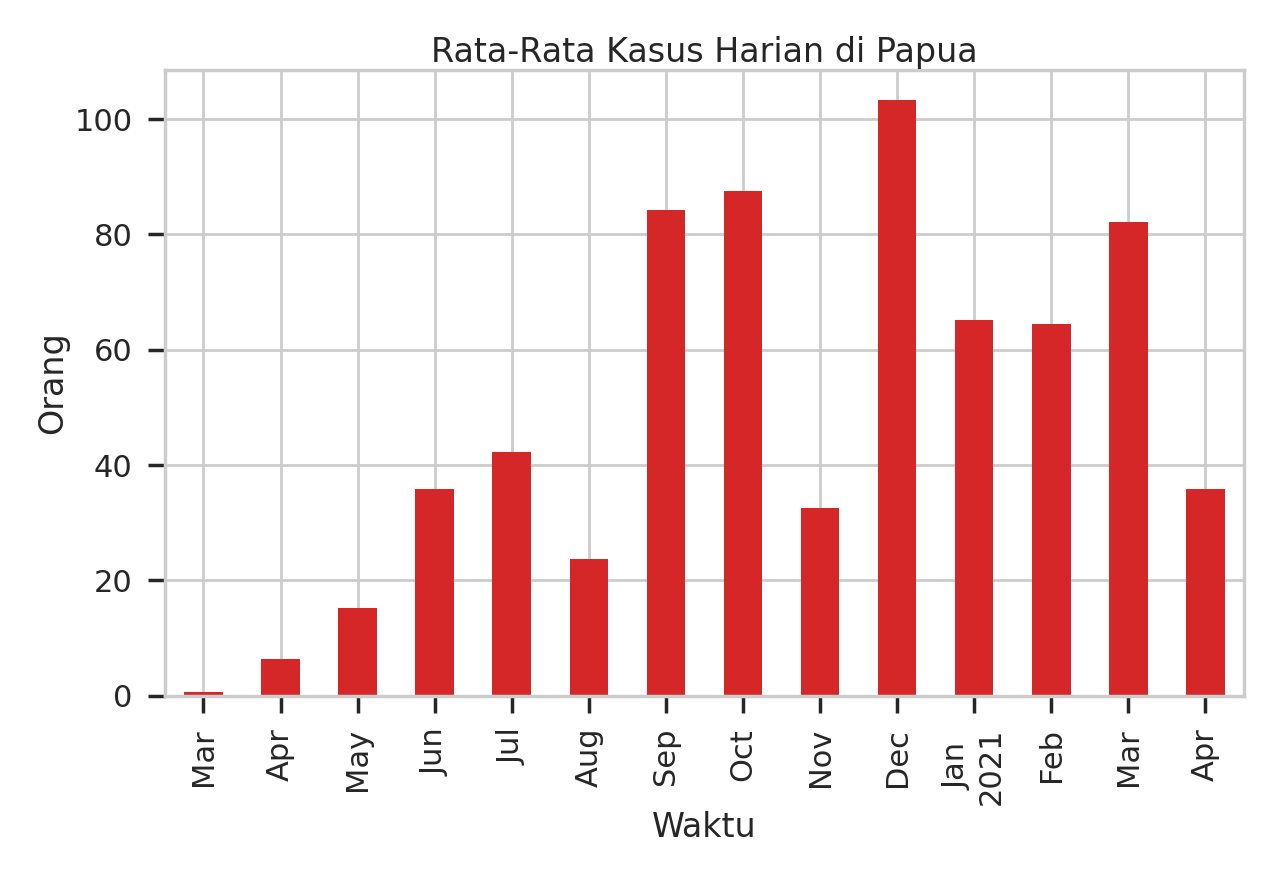 Rata-Rata Kasus Harian di Papua
Orang
100
80
60
40
20
0
Mar
Apr
May
Jun
Jul
Aug
Sep
Oct
Nov
Dec
Jan
2021
Feb
Mar
Apr
Waktu